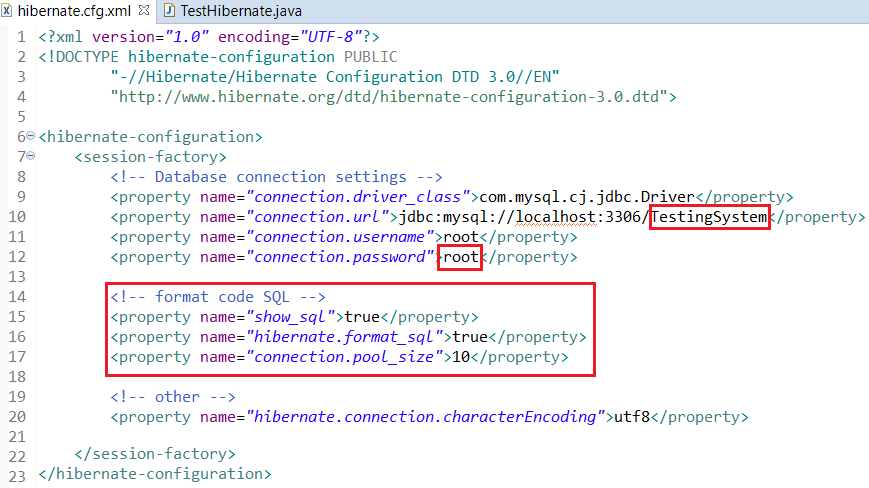 hibernate.cfg.xml TestHibernate.java
1 <?xml version="1.0" encoding="UTF-8"?>
2 <!DOCTYPE hibernate-configuration PUBLIC
3 "-//Hibernate/Hibernate Configuration DTD 3.0//EN"
4 "http://www.hibernate.org/dtd/hibernate-configuration-3.0.dtd">
5
6 <hibernate-configuration>
7 <session-factory>
8 <!-- Database connection settings -->
9 <property name="connection.driver_class">com.mysql.cj.jdbc.Driver</property>
10 <property name="connection.url">jdbc:mysql://localhost:3306/TestingSystem</property>
11 <property name="connection.username">root</property>
12 <property name="connection.password">root</property>
13
14 <!-- format code SQL -->
15 <property name="show_sql">true</property>
16 <property name="hibernate.format_sql">true</property>
17 <property name="connection.pool_size">10</property>
18
19 <!-- other -->
20 <property name="hibernate.connection.characterEncoding">utf8</property>
21
22 </session-factory>
23 </hibernate-configuration>